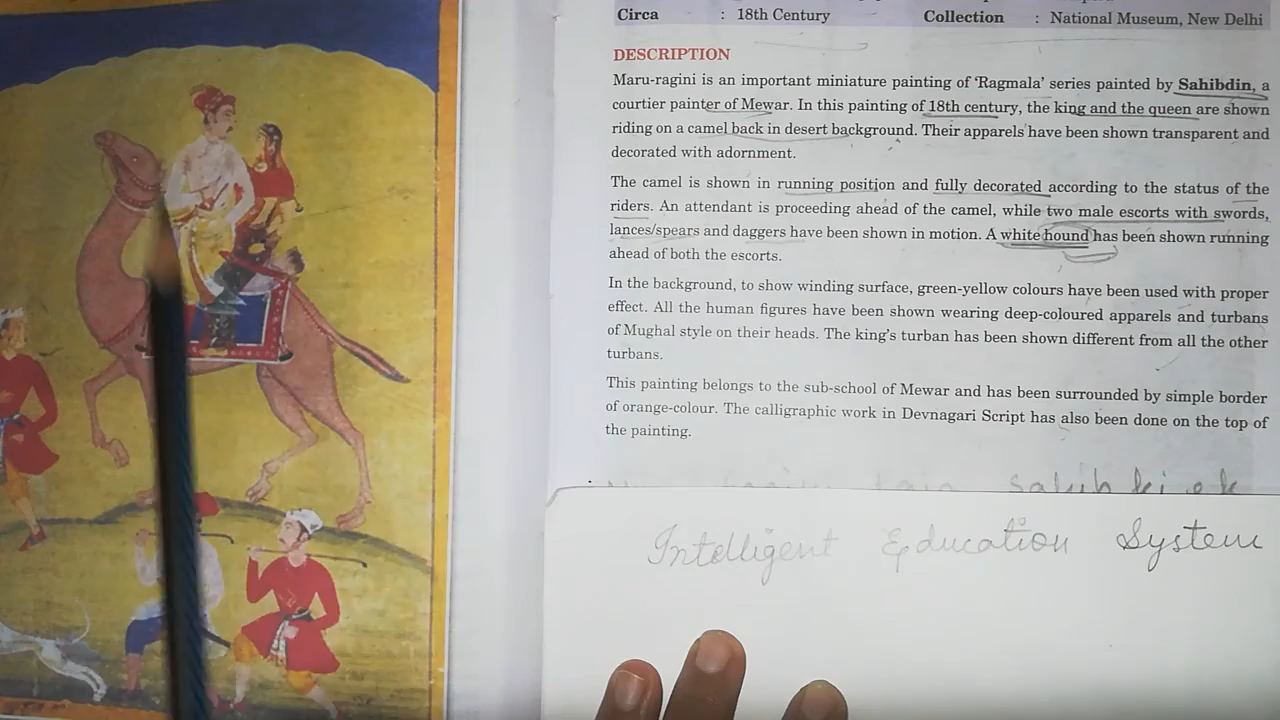 Circa : 18th Century Collection : National Museum, New Delhi
DESCRIPTION
Maru-ragini is an important miniature painting of 'Ragmala' series painted by Sahibdin, a
courtier painter of Mewar. In this painting of 18th century, the king and the queen are shown
riding on a camel back in desert background. Their apparels have been shown transparent and
decorated with adornment.
The camel is shown in running position and fully decorated according to the status of the
riders. An attendant is proceeding ahead of the camel, while two male escorts with swords,
lances/spears and daggers have been shown in motion. A white hound has been shown running
ahead of both the escorts.
In the background, to show winding surface, green-yellow colours have been used with proper
effect. All the human figures have been shown wearing deep-coloured apparels and turbans
of Mughal style on their heads. The king's turban has been shown different from all the other
turbans.
This painting belongs to the sub-school of Mewar and has been surrounded by simple border
of orange-colour. The calligraphic work in Devnagari Script has also been done on the top of
the painting.
Intelligent Education System